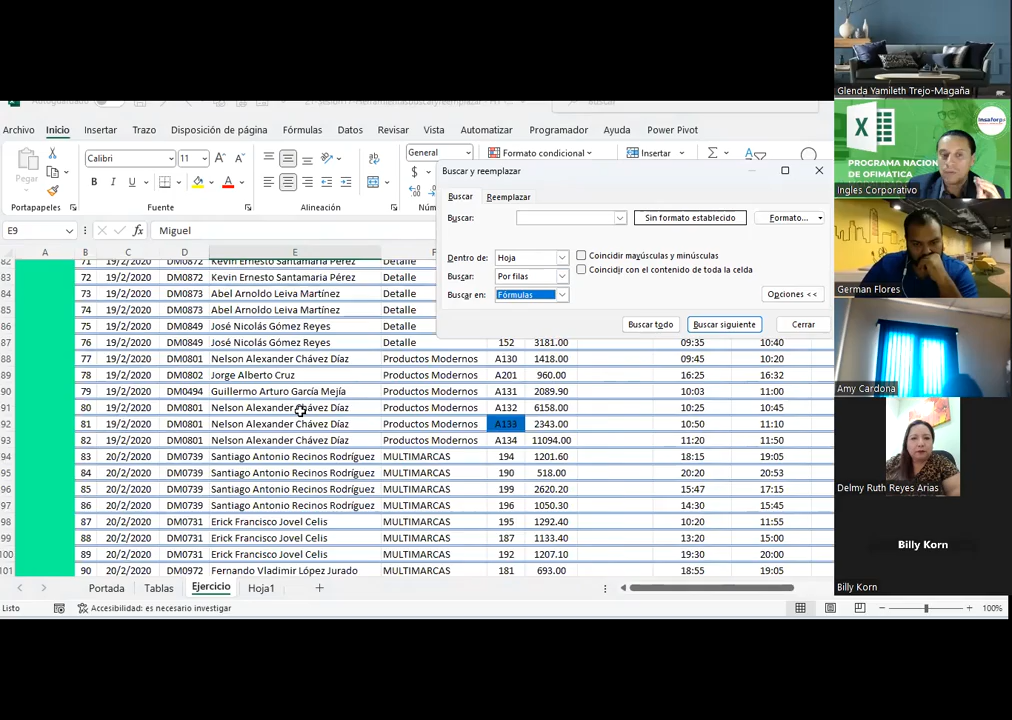 Glenda Yamileth Trejo-Magaña
Archivo Inicio Insertar Trazo Disposición de página Fórmulas Datos Revisar Vista Automatizar Programador Ayuda Power Pivot
Pegar
Calibri 11 A A
N K S
General
$
Formato condicional
Insertar
Portapapeles Fuente Alineación
Buscar y reemplazar
Buscar Reemplazar
Buscar: Sin formato establecido Formato...
Dentro de: Hoja Coincidir mayúsculas y minúsculas
Buscar: Por filas Coincidir con el contenido de toda la celda
Buscar en: Fórmulas Opciones <<
Buscar todo Buscar siguiente Cerrar
E9 fx Miguel
A B C D E F
83 72 19/2/2020 DM0872 Kevin Ernesto Santamaria Pérez Detalle
84 73 19/2/2020 DM0873 Abel Arnoldo Leiva Martínez Detalle
85 74 19/2/2020 DM0873 Abel Arnoldo Leiva Martínez Detalle
86 75 19/2/2020 DM0849 José Nicolás Gómez Reyes Detalle
87 76 19/2/2020 DM0849 José Nicolás Gómez Reyes Detalle 152 3181.00 09:35 10:40
88 77 19/2/2020 DM0801 Nelson Alexander Chávez Díaz Productos Modernos A130 1418.00 09:45 10:20
89 78 19/2/2020 DM0802 Jorge Alberto Cruz Productos Modernos A201 960.00 16:25 16:32
90 79 19/2/2020 DM0494 Guillermo Arturo García Mejía Productos Modernos A131 2089.90 10:03 11:00
91 80 19/2/2020 DM0801 Nelson Alexander Chávez Díaz Productos Modernos A132 6158.00 10:25 10:45
92 81 19/2/2020 DM0801 Nelson Alexander Chávez Díaz Productos Modernos A133 2343.00 10:50 11:10
93 82 19/2/2020 DM0801 Nelson Alexander Chávez Díaz Productos Modernos A134 11094.00 11:20 11:50
94 83 20/2/2020 DM0739 Santiago Antonio Recinos Rodríguez MULTIMARCAS 194 1201.60 18:15 19:05
95 84 20/2/2020 DM0739 Santiago Antonio Recinos Rodríguez MULTIMARCAS 190 518.00 20:20 20:53
96 85 20/2/2020 DM0739 Santiago Antonio Recinos Rodríguez MULTIMARCAS 199 2620.20 15:47 17:15
97 86 20/2/2020 DM0739 Santiago Antonio Recinos Rodríguez MULTIMARCAS 196 1050.30 14:30 15:45
98 87 20/2/2020 DM0731 Erick Francisco Jovel Celis MULTIMARCAS 195 1292.40 10:20 11:55
99 88 20/2/2020 DM0731 Erick Francisco Jovel Celis MULTIMARCAS 187 1133.40 13:20 15:00
100 89 20/2/2020 DM0731 Erick Francisco Jovel Celis MULTIMARCAS 192 1207.10 19:30 20:00
101 90 20/2/2020 DM0972 Fernando Vladimir López Jurado MULTIMARCAS 181 693.00 18:55 19:05
Portada Tablas Ejercicio Hoja1
Listo Accesibilidad: es necesario investigar 100%
X
Insaforp
PROGRAMA NACION
DE OFIMÁTICA
Ingles Corporativo
German Flores
Amy Cardona
Delmy Ruth Reyes Arias
Billy Korn
Billy Korn